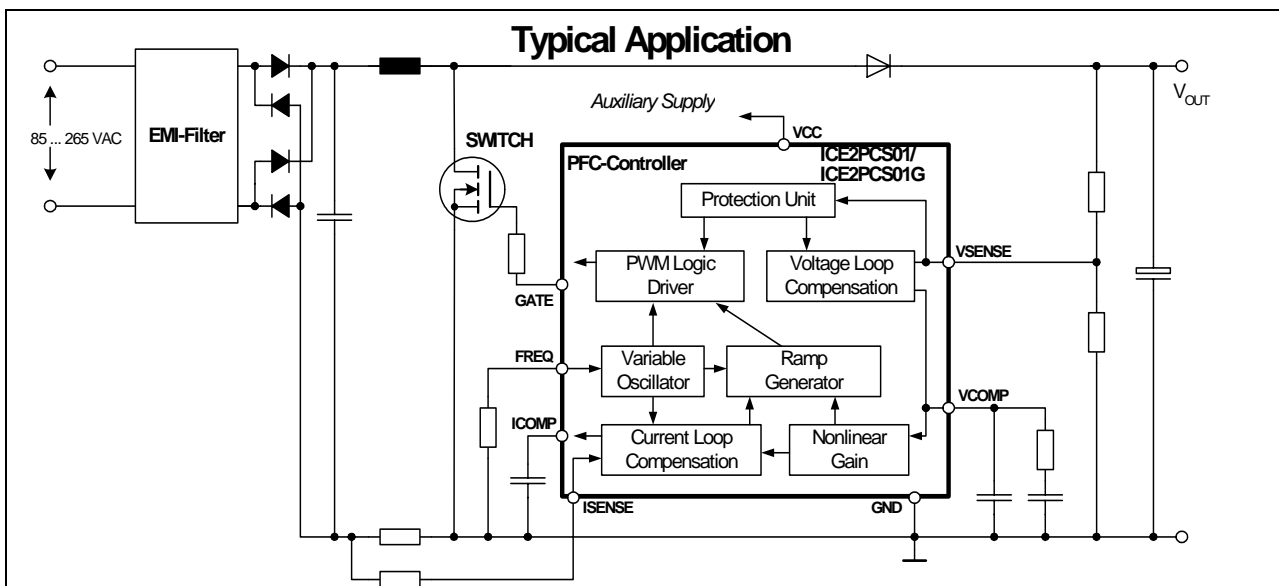 Typical Application
Auxiliary Supply
V_OUT
85 ... 265 VAC
EMI-Filter
SWITCH
VCC
PFC-Controller
ICE2PCS01/
ICE2PCS01G
Protection Unit
PWM Logic
Driver
Voltage Loop
Compensation
VSENSE
GATE
FREQ
Variable
Oscillator
Ramp
Generator
VCOMP
ICOMP
Current Loop
Compensation
Nonlinear
Gain
ISENSE
GND